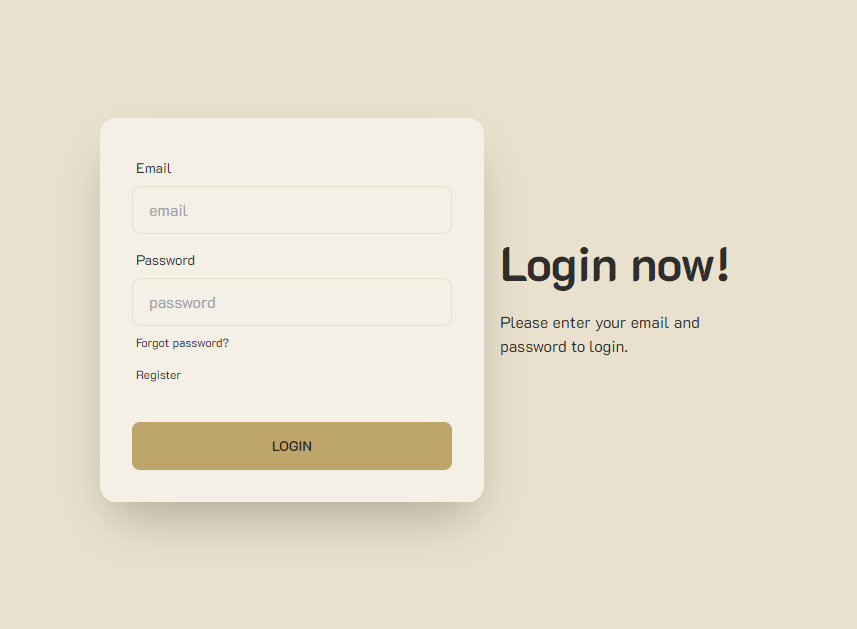 Email
email
Password
password
Forgot password?
Register
LOGIN
Login now!
Please enter your email and
password to login.